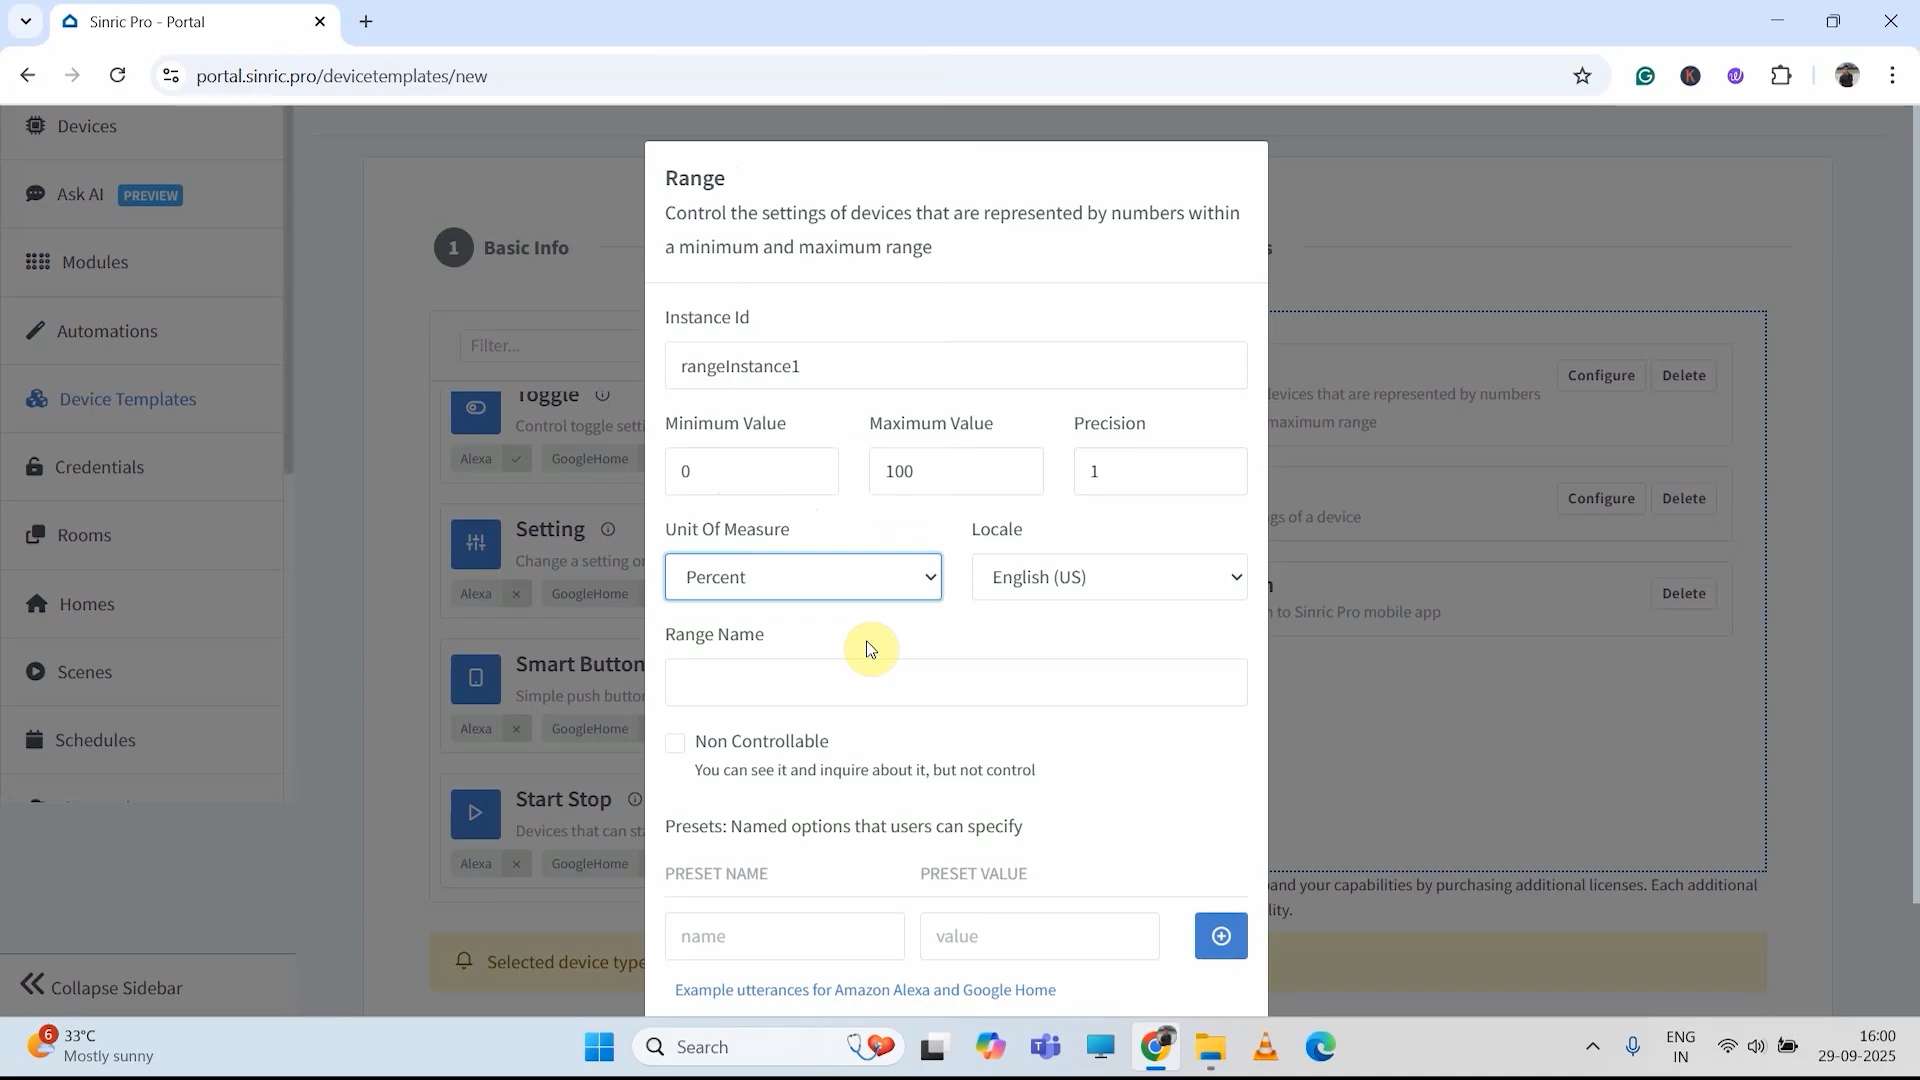 Sinric Pro - Portal
portal.sinric.pro/devicetemplates/new
K
Devices
Ask AI PREVIEW
Modules
Automations
Device Templates
Credentials
Rooms
Homes
Scenes
Schedules
Collapse Sidebar
1 Basic Info
Filter...
Toggle
Control toggle setti
Alexa GoogleHome
Setting
Change a setting or
Alexa GoogleHome
Smart Button
Simple push butto
Alexa GoogleHome
Start Stop
Devices that can sta
Alexa GoogleHome
Selected device type
Range
Control the settings of devices that are represented by numbers within
a minimum and maximum range
Instance Id
rangeInstance1
Minimum Value Maximum Value Precision
0 100 1
Unit Of Measure Locale
Percent English (US)
Range Name
Non Controllable
You can see it and inquire about it, but not control
Presets: Named options that users can specify
PRESET NAME PRESET VALUE
name value
Example utterances for Amazon Alexa and Google Home
s
devices that are represented by numbers
maximum range
Configure Delete
gs of a device
Configure Delete
n
n to Sinric Pro mobile app
Delete
and your capabilities by purchasing additional licenses. Each additional
lity.
6
33°C
Mostly sunny
Search
ENG
IN
16:00
29-09-2025